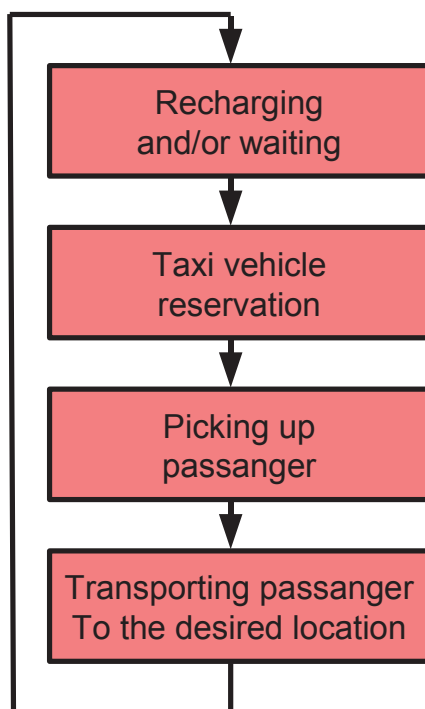 Recharging
and/or waiting
Taxi vehicle
reservation
Picking up
passanger
Transporting passanger
To the desired location